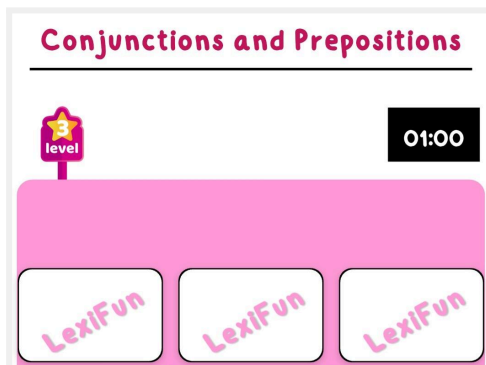 Conjunctions and Prepositions
3
level
01:00
LexiFun
LexiFun
LexiFun